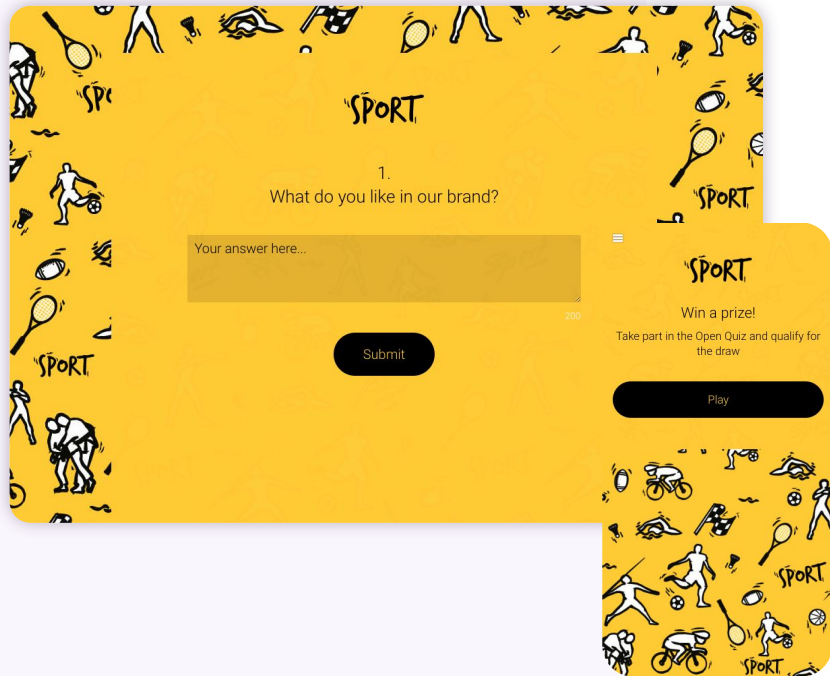 SPORT
1.
What do you like in our brand?
Your answer here...
200
Submit
SPORT
SPORT
SPORT
Win a prize!
Take part in the Open Quiz and qualify for
the draw
Play
SPORT
SPORT